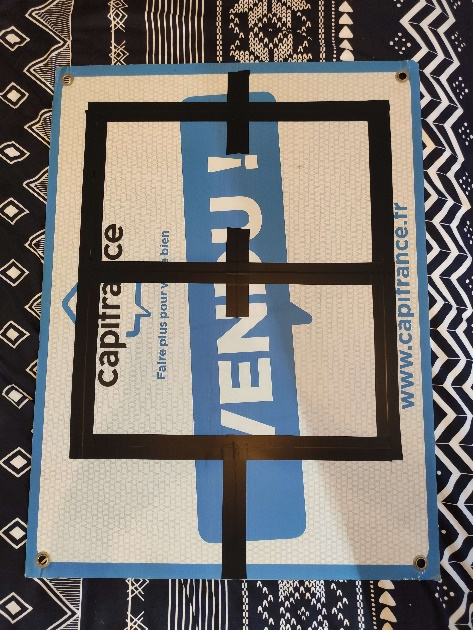 capifrance
Faire plus pour votre bien
VENDU !
www.capifrance.fr